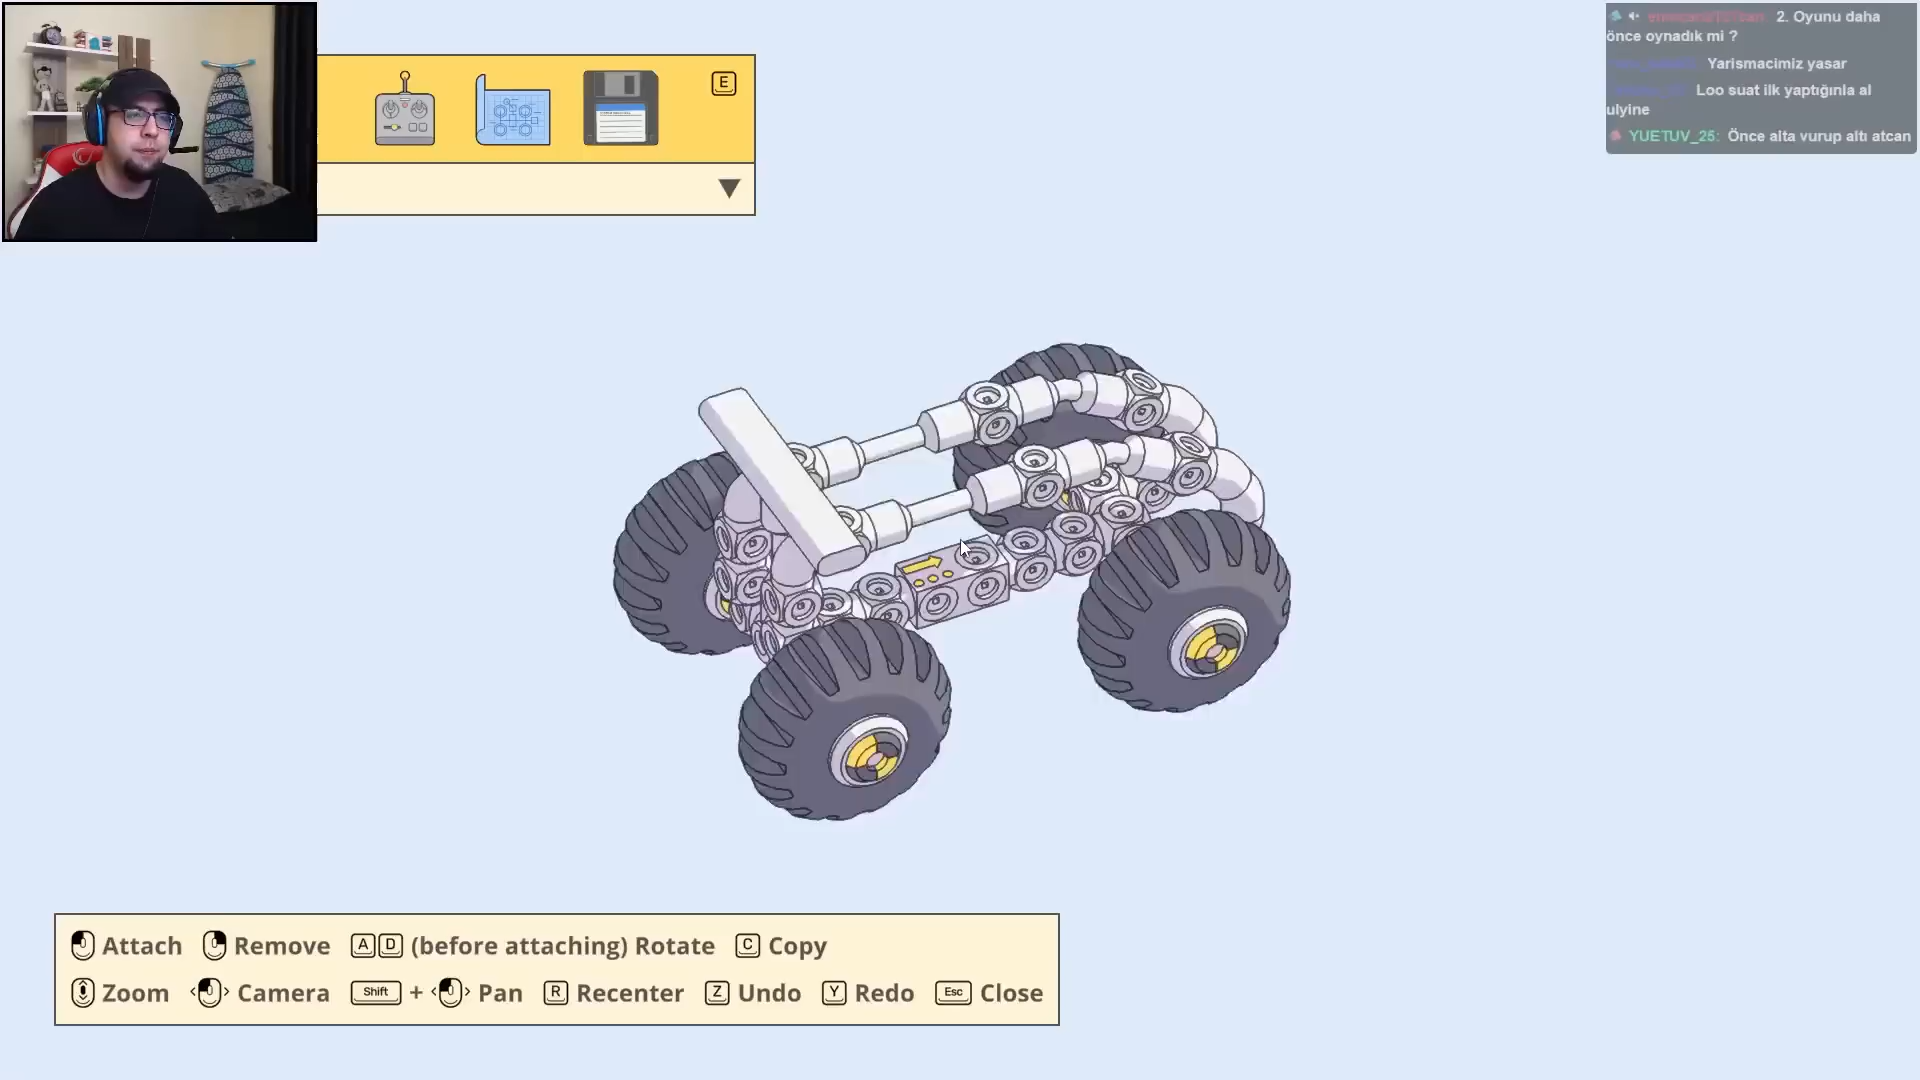 E
2. Oyunu daha
önce oynadık mi ?
Yarismacimiz yasar
Loo suat ilk yaptığınla al
ulyine
YUETUV_25: Önce alta vurup altı atcan
Attach Remove A D (before attaching) Rotate C Copy
Zoom Camera Shift + Pan R Recenter Z Undo Y Redo Esc Close